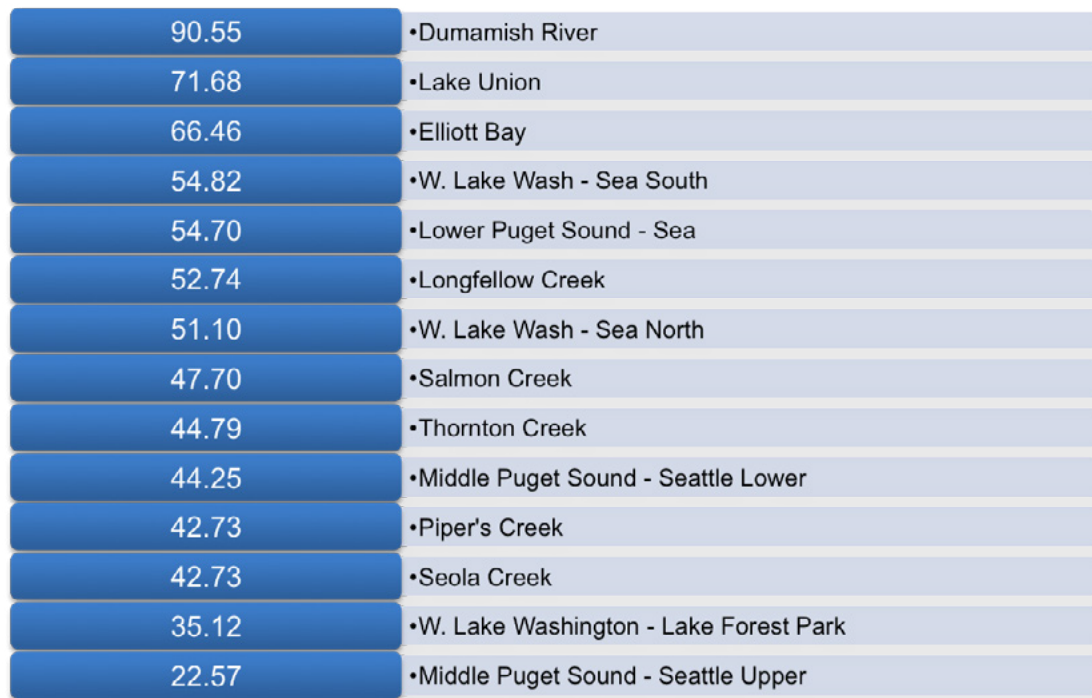 90.55 •Dumamish River
71.68 •Lake Union
66.46 •Elliott Bay
54.82 •W. Lake Wash - Sea South
54.70 •Lower Puget Sound - Sea
52.74 •Longfellow Creek
51.10 •W. Lake Wash - Sea North
47.70 •Salmon Creek
44.79 •Thornton Creek
44.25 •Middle Puget Sound - Seattle Lower
42.73 •Piper's Creek
42.73 •Seola Creek
35.12 •W. Lake Washington - Lake Forest Park
22.57 •Middle Puget Sound - Seattle Upper